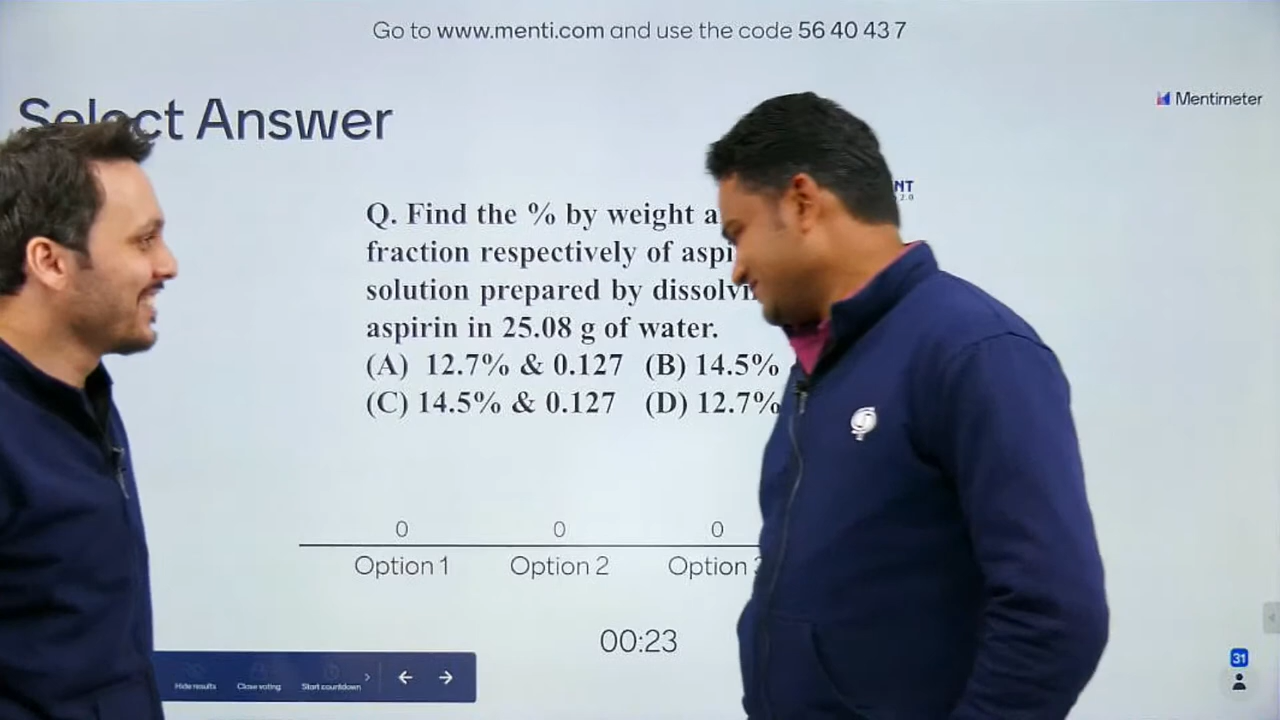 Go to www.menti.com and use the code 56 40 43 7
Mentimeter
Select Answer
NT
2.0
Q. Find the % by weight
fraction respectively of
solution prepared by
aspirin in 25.08 g of water.
(A) 12.7% & 0.127 (B) 14.5%
(C) 14.5% & 0.127 (D) 12.7%
0 0 0
Option 1 Option 2 Option
00:23
Hide results Close voting Start countdown
31